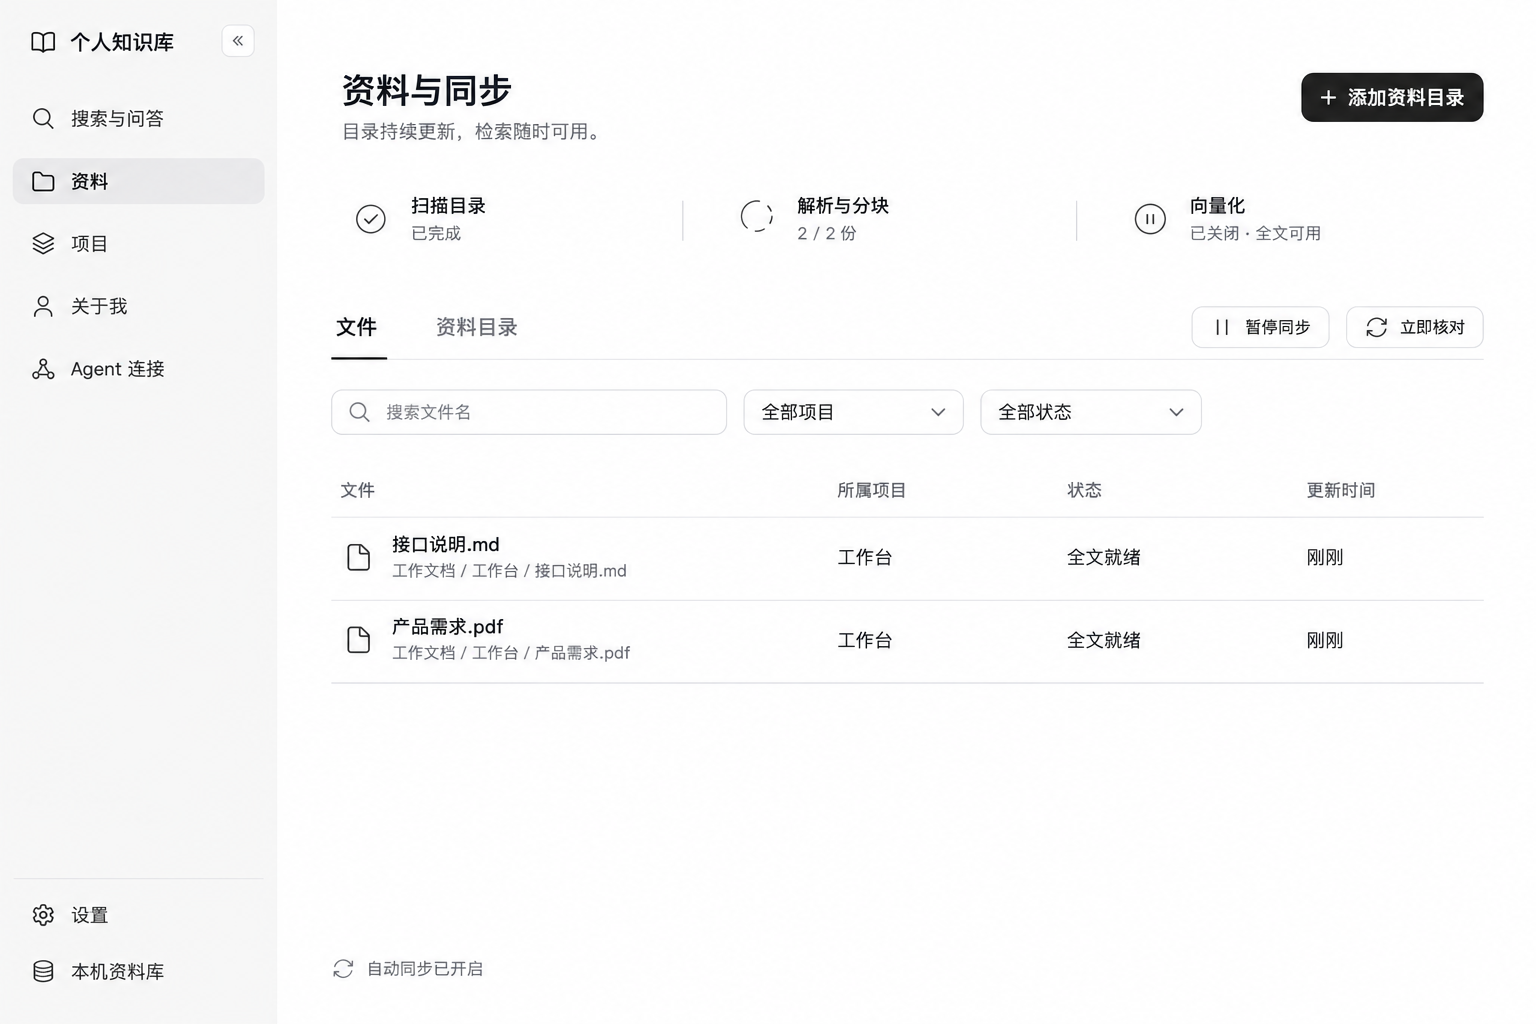 个人知识库
搜索与问答
资料
项目
关于我
Agent 连接
设置
本机资料库
资料与同步
目录持续更新，检索随时可用。
+ 添加资料目录
扫描目录
已完成
解析与分块
2 / 2 份
向量化
已关闭 · 全文可用
文件
资料目录
暂停同步
立即核对
搜索文件名
全部项目
全部状态
文件 所属项目 状态 更新时间
接口说明.md
工作文档 / 工作台 / 接口说明.md
工作台 全文就绪 刚刚
产品需求.pdf
工作文档 / 工作台 / 产品需求.pdf
工作台 全文就绪 刚刚
自动同步已开启